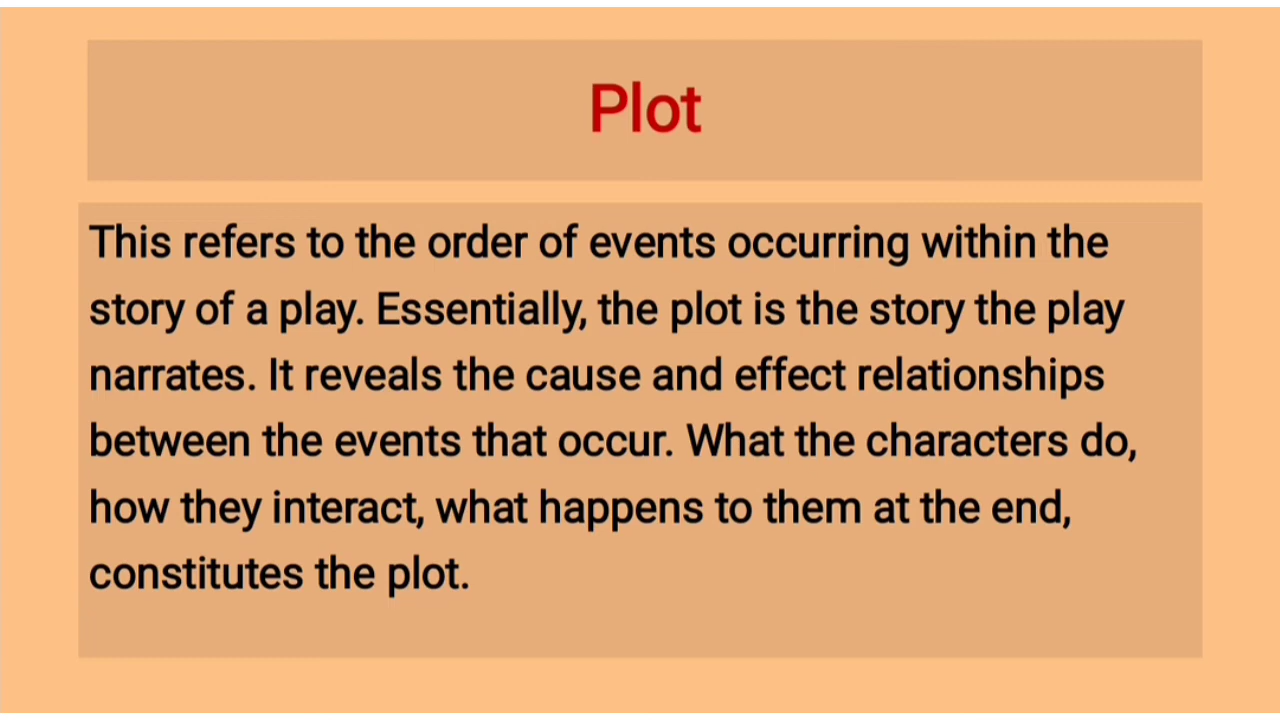 Plot
This refers to the order of events occurring within the
story of a play. Essentially, the plot is the story the play
narrates. It reveals the cause and effect relationships
between the events that occur. What the characters do,
how they interact, what happens to them at the end,
constitutes the plot.